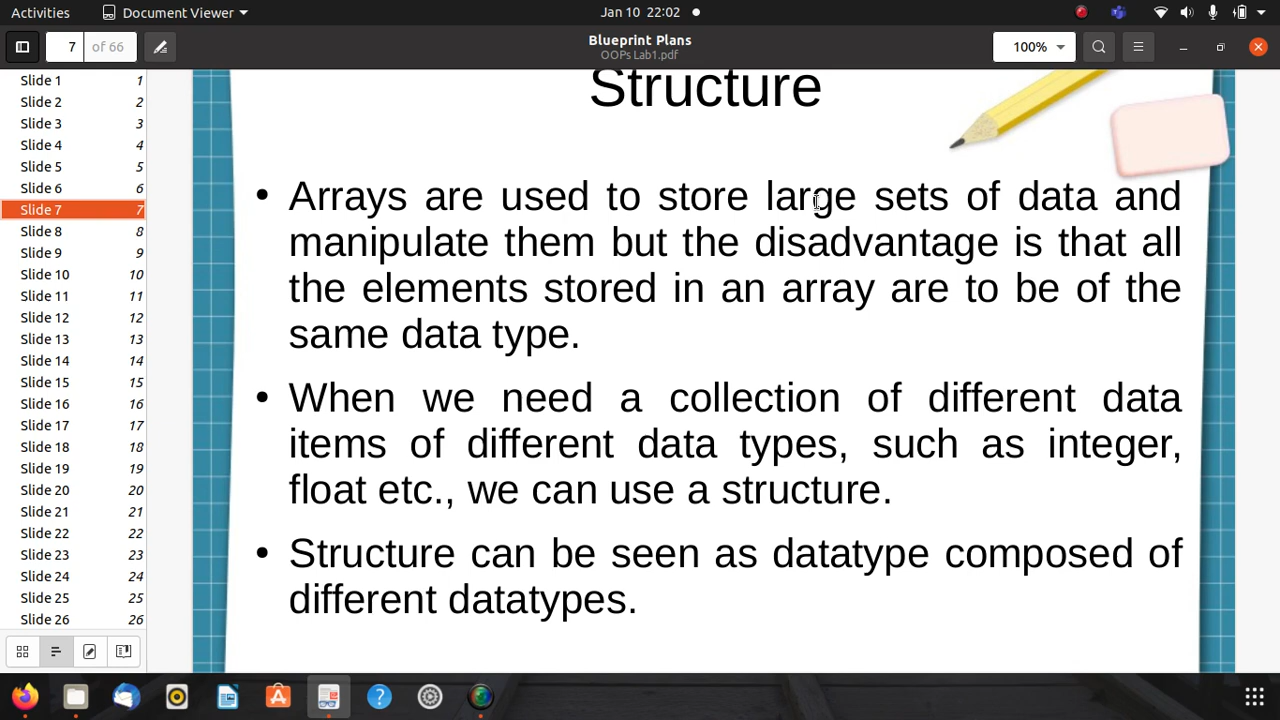 Activities Document Viewer Jan 10 22:02
7 of 66 Blueprint Plans 100%
OOPs Lab1.pdf
Slide 1 1
Slide 2 2
Slide 3 3
Slide 4 4
Slide 5 5
Slide 6 6
Slide 7 7
Slide 8 8
Slide 9 9
Slide 10 10
Slide 11 11
Slide 12 12
Slide 13 13
Slide 14 14
Slide 15 15
Slide 16 16
Slide 17 17
Slide 18 18
Slide 19 19
Slide 20 20
Slide 21 21
Slide 22 22
Slide 23 23
Slide 24 24
Slide 25 25
Slide 26 26
Structure
• Arrays are used to store large sets of data and
manipulate them but the disadvantage is that all
the elements stored in an array are to be of the
same data type.
• When we need a collection of different data
items of different data types, such as integer,
float etc., we can use a structure.
• Structure can be seen as datatype composed of
different datatypes.